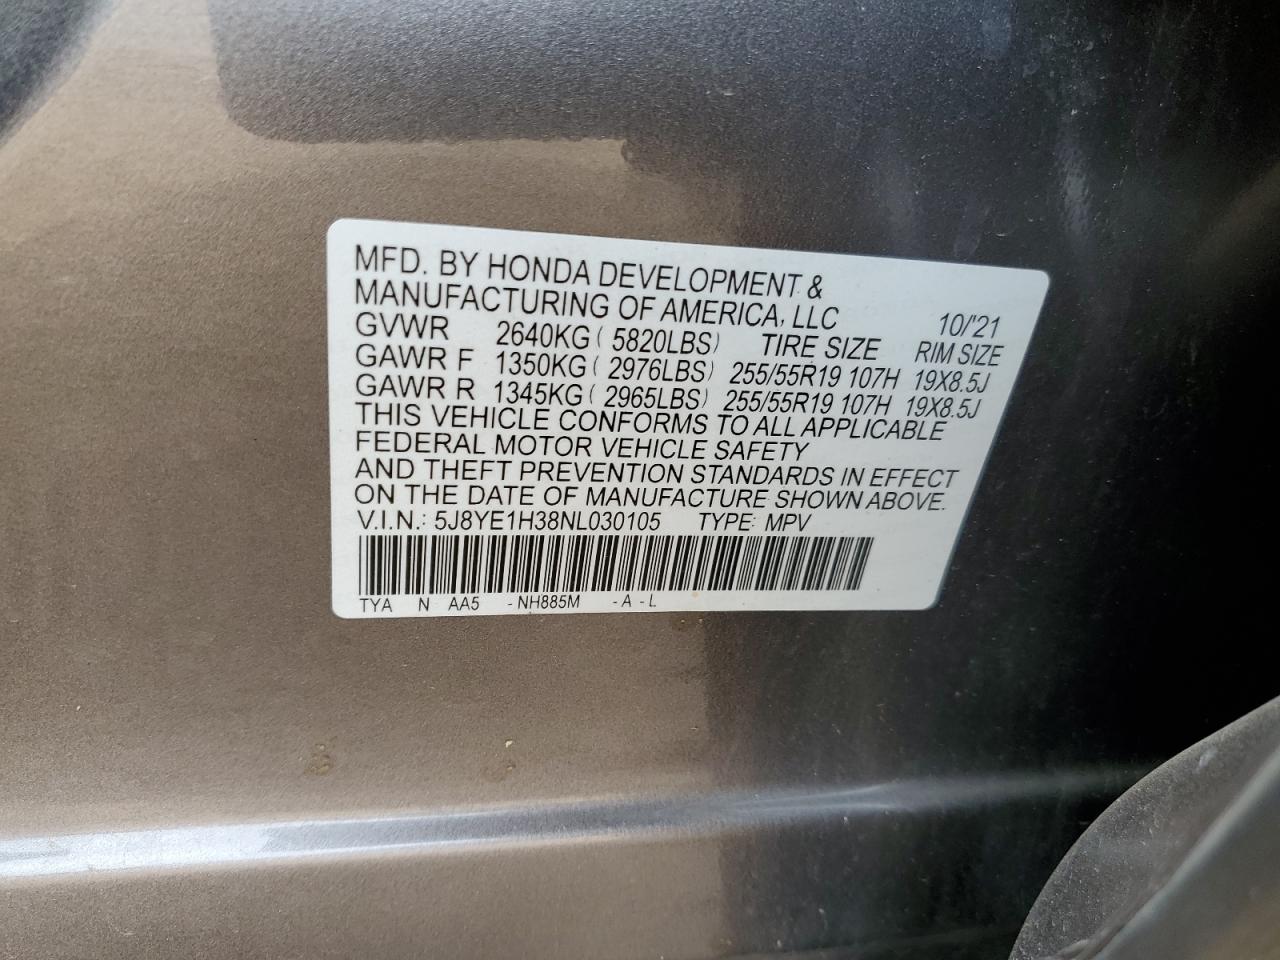 MFD. BY HONDA DEVELOPMENT &
MANUFACTURING OF AMERICA, LLC 10/'21
GVWR 2640KG ( 5820LBS) TIRE SIZE RIM SIZE
GAWR F 1350KG ( 2976LBS) 255/55R19 107H 19X8.5J
GAWR R 1345KG ( 2965LBS) 255/55R19 107H 19X8.5J
THIS VEHICLE CONFORMS TO ALL APPLICABLE
FEDERAL MOTOR VEHICLE SAFETY
AND THEFT PREVENTION STANDARDS IN EFFECT
ON THE DATE OF MANUFACTURE SHOWN ABOVE.
V.I.N.: 5J8YE1H38NL030105 TYPE: MPV
TYA N AA5 - NH885M - A - L